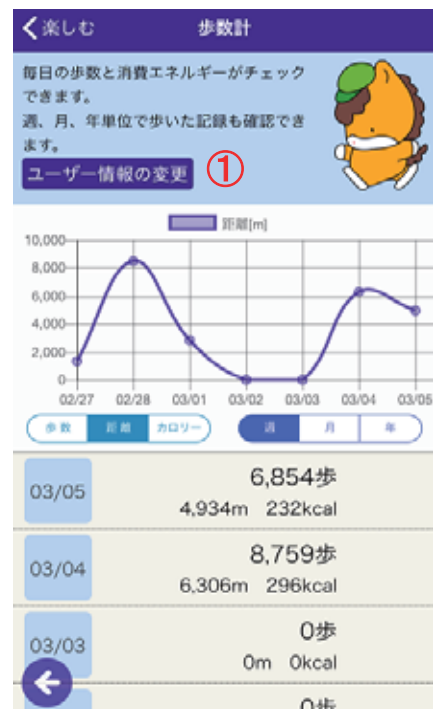 楽しむ 歩数計
毎日の歩数と消費エネルギーがチェック
できます。
週、月、年単位で歩いた記録も確認でき
ます。
ユーザー情報の変更 ①
距離[m]
10,000
8,000
6,000
4,000
2,000
0
02/27 02/28 03/01 03/02 03/03 03/04 03/05
歩数 距離 カロリー 週 月 年
03/05
6,854歩
4,934m 232kcal
03/04
8,759歩
6,306m 296kcal
03/03
0歩
0m 0kcal
0歩